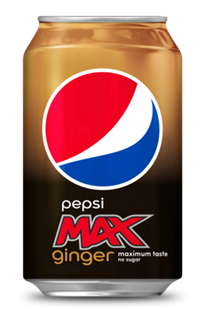 pepsi
MAX
ginger maximum taste
no sugar